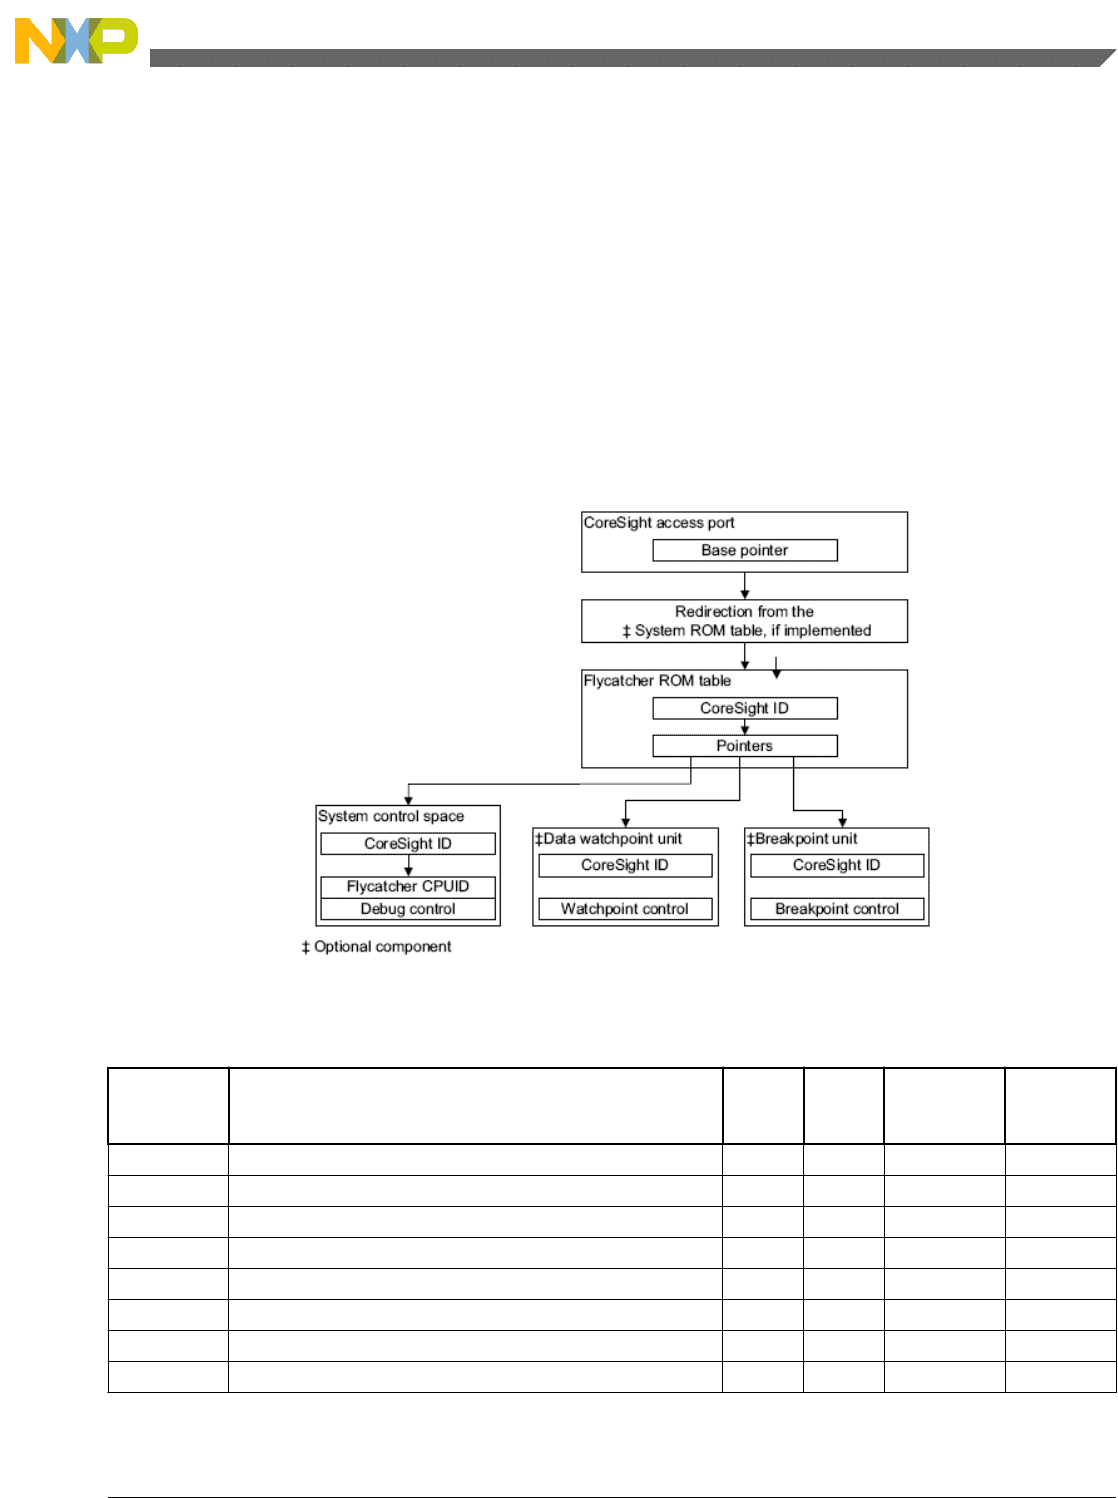 NXP
CoreSight access port
Base pointer
Redirection from the
‡ System ROM table, if implemented
Flycatcher ROM table
CoreSight ID
Pointers
System control space
CoreSight ID
Flycatcher CPUID
Debug control
‡Data watchpoint unit
CoreSight ID
Watchpoint control
‡Breakpoint unit
CoreSight ID
Breakpoint control
‡ Optional component